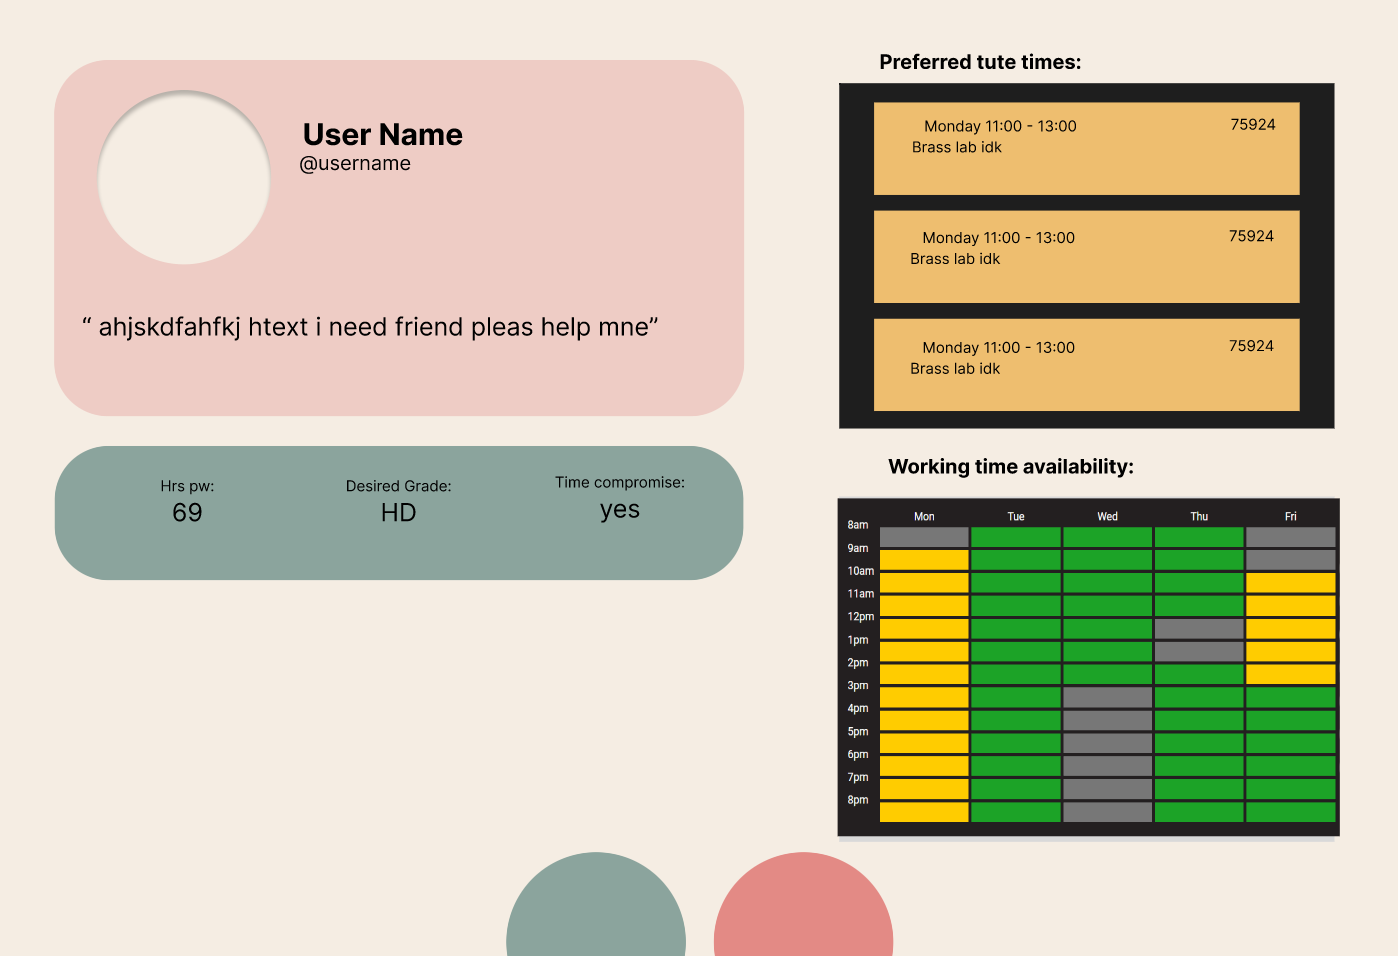 User Name
@username
“ ahjskdfahfkj htext i need friend pleas help mne”
Hrs pw:
69
Desired Grade:
HD
Time compromise:
yes
Preferred tute times:
Monday 11:00 - 13:00 75924
Brass lab idk
Monday 11:00 - 13:00 75924
Brass lab idk
Monday 11:00 - 13:00 75924
Brass lab idk
Working time availability:
Mon Tue Wed Thu Fri
8am
9am
10am
11am
12pm
1pm
2pm
3pm
4pm
5pm
6pm
7pm
8pm